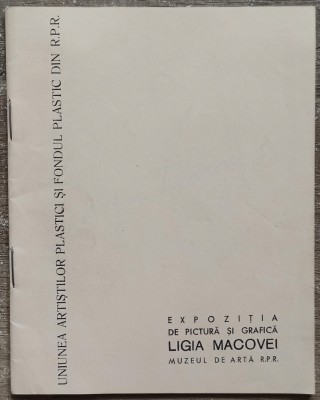 UNIUNEA ARTIȘTILOR PLASTICI ȘI FONDUL PLASTIC DIN R.P.R.
EXPOZIȚIA
DE PICTURĂ ȘI GRAFICĂ
LIGIA MACOVEI
MUZEUL DE ARTĂ R.P.R.